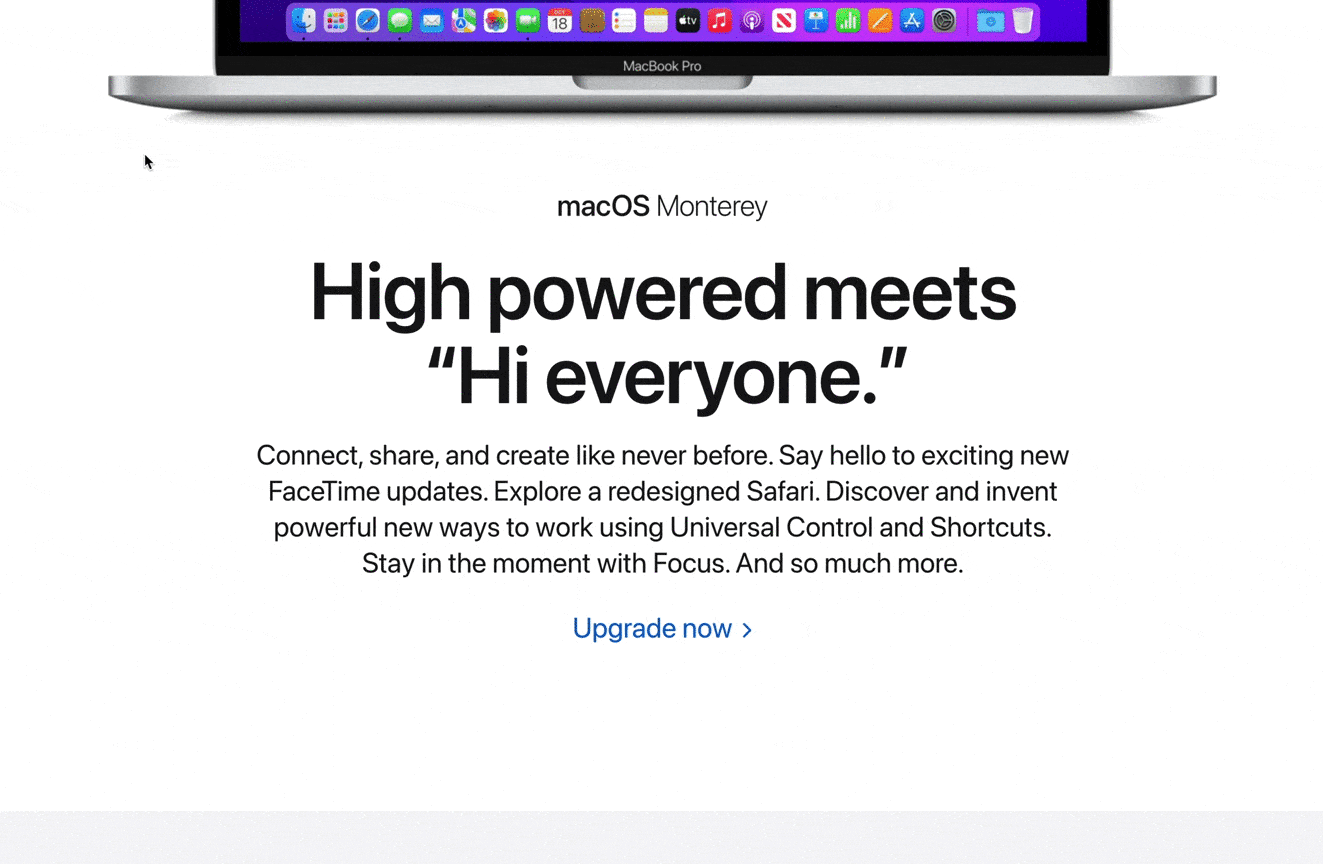 OCT
18
tv
MacBook Pro
macOS Monterey
High powered meets
“Hi everyone.”
Connect, share, and create like never before. Say hello to exciting new
FaceTime updates. Explore a redesigned Safari. Discover and invent
powerful new ways to work using Universal Control and Shortcuts.
Stay in the moment with Focus. And so much more.
Upgrade now >